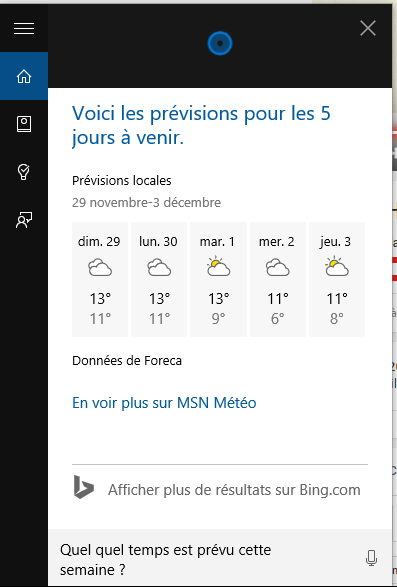 Voici les prévisions pour les 5
jours à venir.
Prévisions locales
29 novembre-3 décembre
dim. 29 lun. 30 mar. 1 mer. 2 jeu. 3
13° 13° 13° 11° 11°
11° 11° 9° 6° 8°
Données de Foreca
En voir plus sur MSN Météo
Afficher plus de résultats sur Bing.com
Quel quel temps est prévu cette
semaine ?